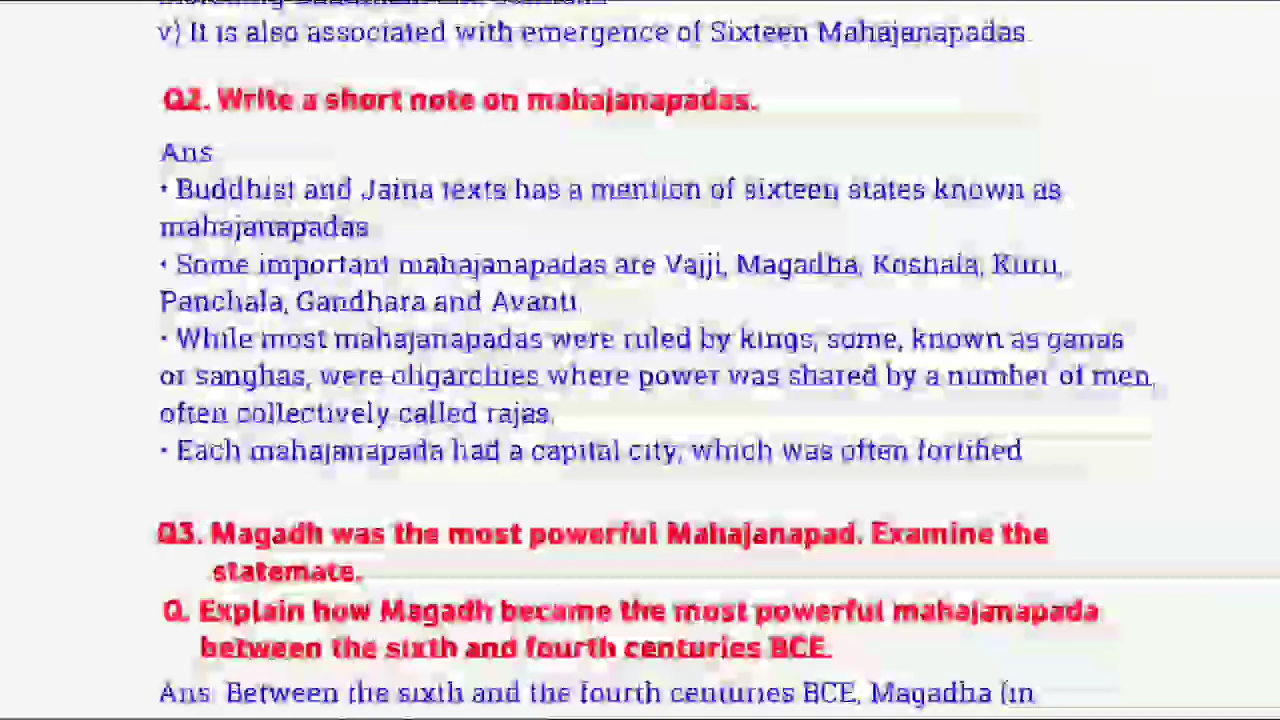 v) It is also associated with emergence of Sixteen Mahajanapadas.
Q2. Write a short note on mahajanapadas.
Ans
• Buddhist and Jaina texts has a mention of sixteen states known as
mahajanapadas
• Some important mahajanapadas are Vajji, Magadha, Koshala, Kuru,
Panchala, Gandhara and Avanti
• While most mahajanapadas were ruled by kings, some, known as ganas
or sanghas, were oligarchies where power was shared by a number of men,
often collectively called rajas.
• Each mahajanapada had a capital city, which was often fortified
Q3. Magadh was the most powerful Mahajanapad. Examine the
statemate.
Q. Explain how Magadh became the most powerful mahajanapada
between the sixth and fourth centuries BCE.
Ans Between the sixth and the fourth centuries BCE, Magadha (in